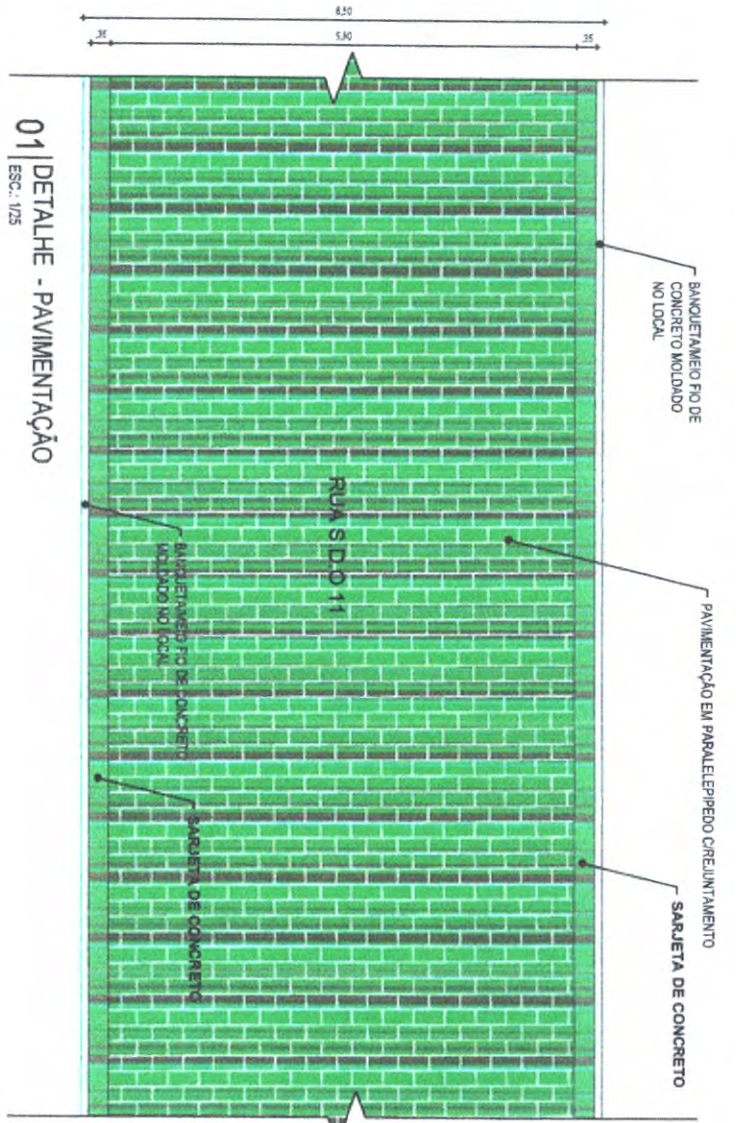 6,50
,35
5,80
,35
BANQUETA/MEIO FIO DE
CONCRETO MOLDADO
NO LOCAL
PAVIMENTAÇÃO EM PARALELEPIPEDO C/REJUNTAMENTO
SARJETA DE CONCRETO
RUA S.D.O 11
BANQUETA/MEIO FIO DE CONCRETO
MOLDADO NO LOCAL
SARJETA DE CONCRETO
01 DETALHE - PAVIMENTAÇÃO
ESC.: 1/25